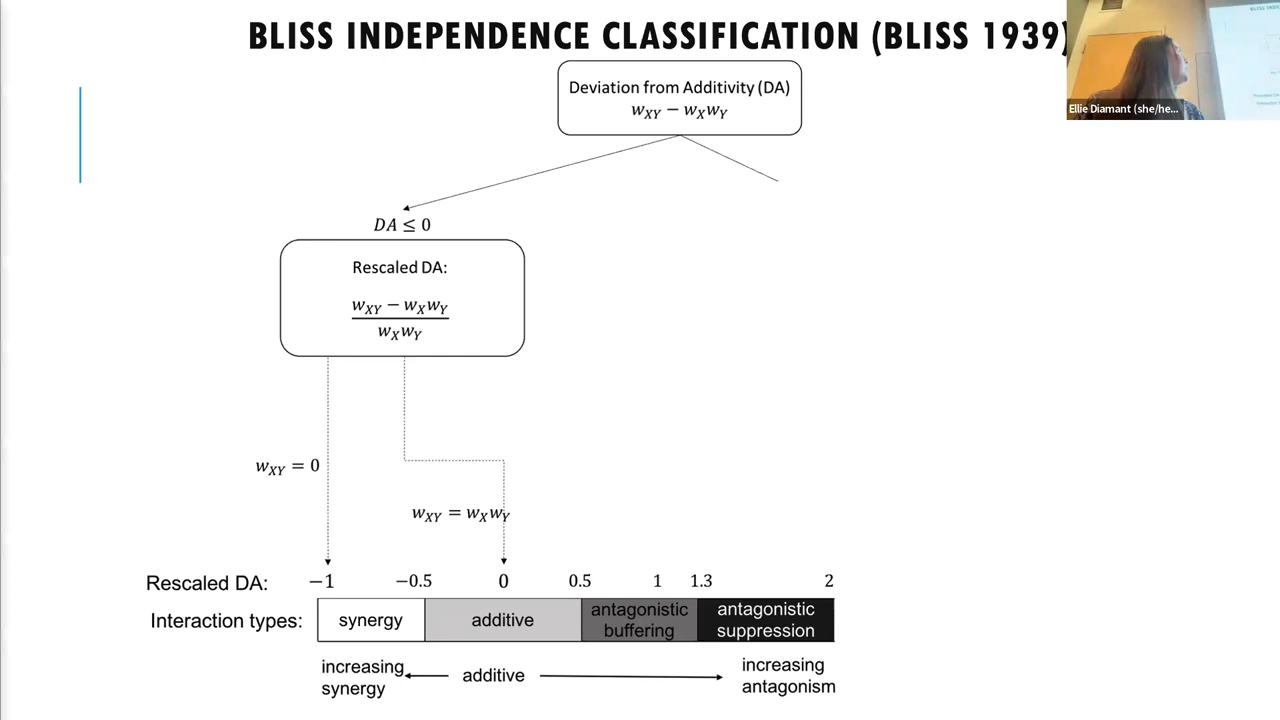 BLISS INDEPENDENCE CLASSIFICATION (BLISS 1939)
Deviation from Additivity (DA)
w_XY − w_X w_Y
DA ≤ 0
Rescaled DA:
w_XY − w_X w_Y
w_X w_Y
w_XY = 0
w_XY = w_X w_Y
Rescaled DA: −1 −0.5 0 0.5 1 1.3 2
Interaction types: synergy additive antagonistic buffering antagonistic suppression
increasing synergy additive increasing antagonism
Ellie Diamant (she/he...